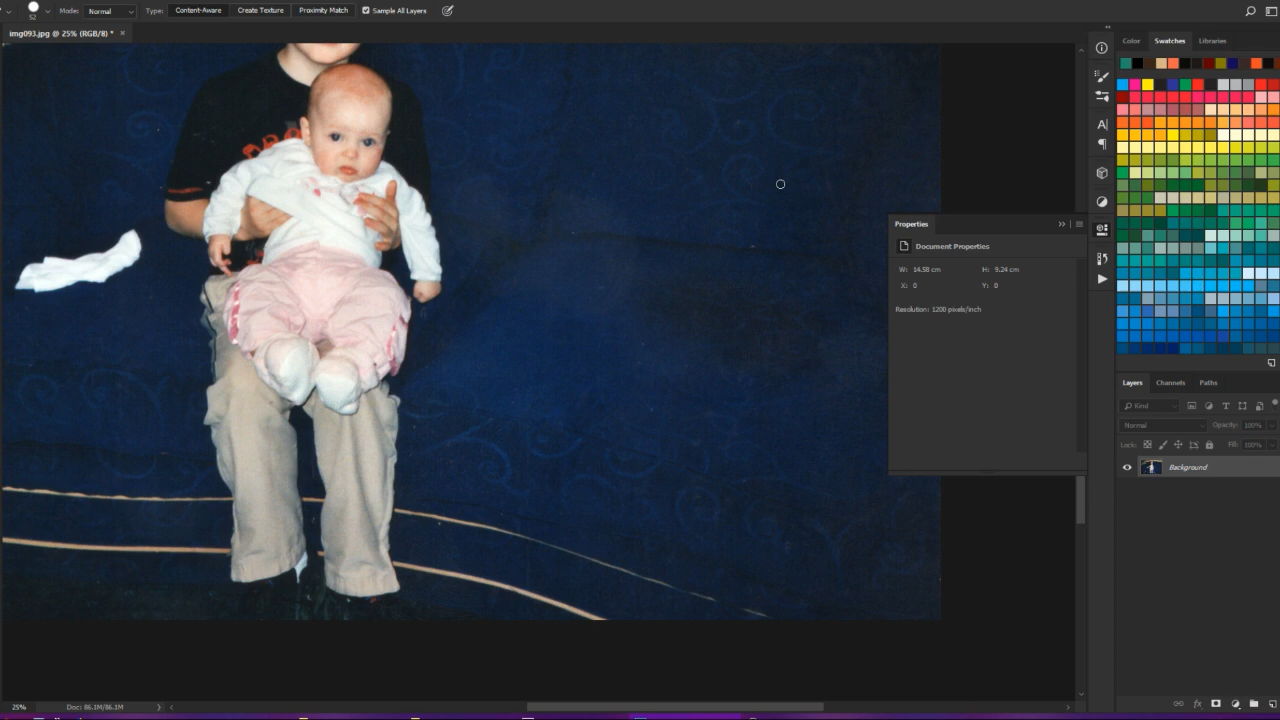 52
Mode: Normal
Type: Content-Aware Create Texture Proximity Match Sample All Layers
img093.jpg @ 25% (RGB/8) *
Color Swatches Libraries
Properties
Document Properties
W: 14.58 cm H: 9.24 cm
X: 0 Y: 0
Resolution: 1200 pixels/inch
Layers Channels Paths
Kind
Normal Opacity: 100%
Lock: Fill: 100%
Background
25% Doc: 86.1M/86.1M